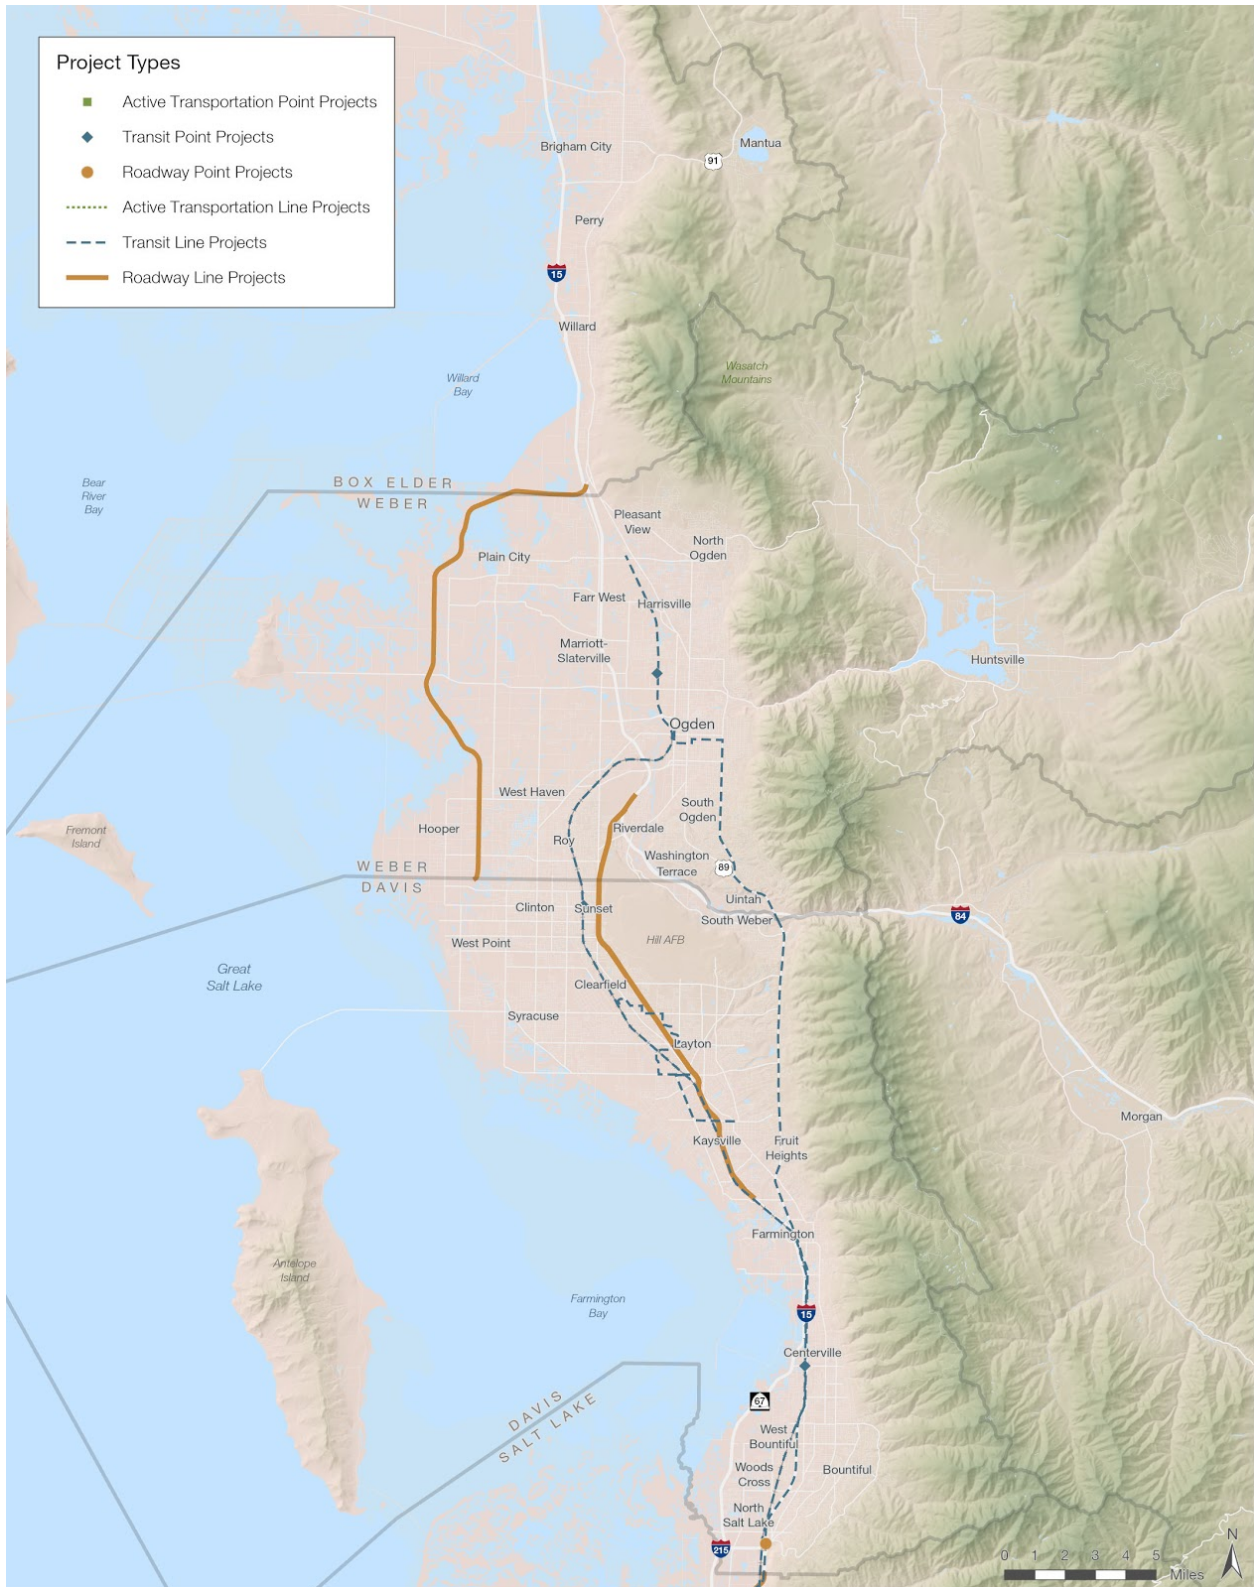 Project Types
Active Transportation Point Projects
Transit Point Projects
Roadway Point Projects
Active Transportation Line Projects
Transit Line Projects
Roadway Line Projects
Brigham City
91
Mantua
Perry
15
Willard
Wasatch
Mountains
Willard
Bay
Bear
River
Bay
BOX ELDER
WEBER
Pleasant
View
North
Ogden
Plain City
Farr West
Harrisville
Marriott-
Slaterville
Huntsville
Ogden
West Haven
South
Ogden
Hooper
Riverdale
Roy
Fremont
Island
Washington
Terrace
89
WEBER
DAVIS
Uintah
Clinton
Sunset
South Weber
84
West Point
Hill AFB
Great
Salt Lake
Clearfield
Syracuse
Layton
Morgan
Kaysville
Fruit
Heights
Farmington
Antelope
Island
Farmington
Bay
15
Centerville
67
DAVIS
SALT LAKE
West
Bountiful
Woods
Cross
Bountiful
North
Salt Lake
215
N
0 1 2 3 4 5
Miles